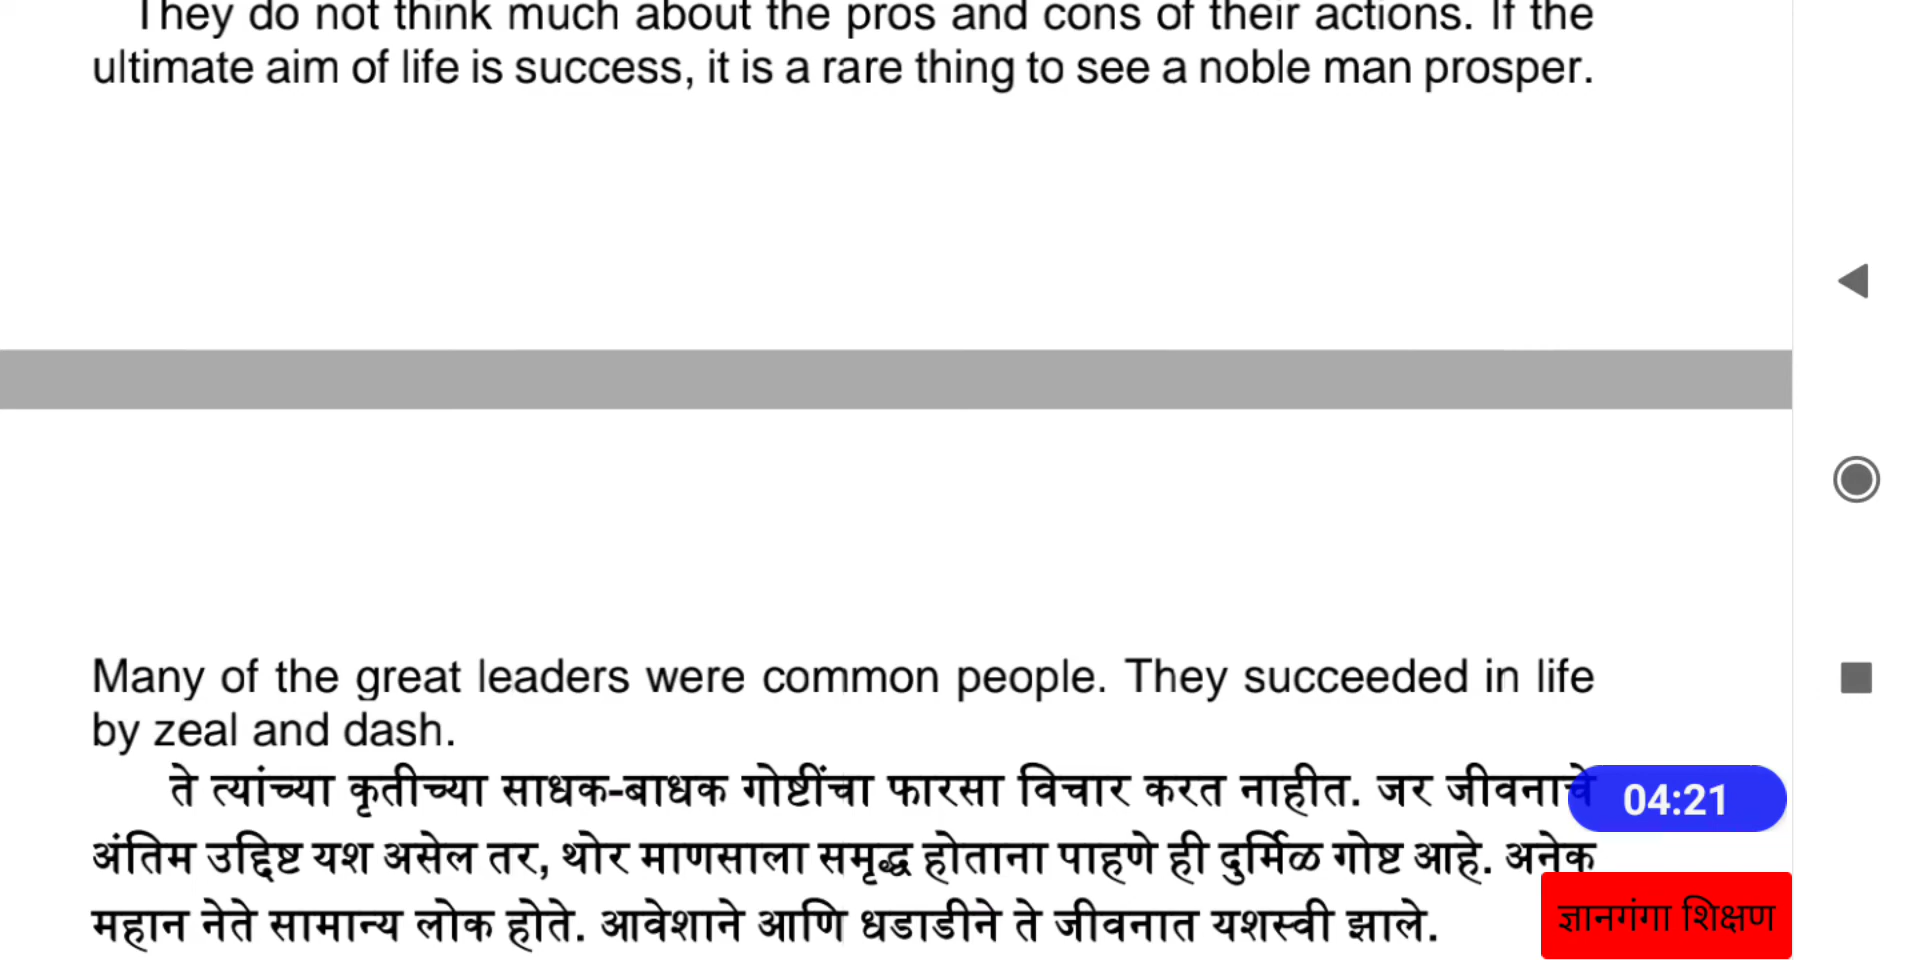 They do not think much about the pros and cons of their actions. If the
ultimate aim of life is success, it is a rare thing to see a noble man prosper.
Many of the great leaders were common people. They succeeded in life
by zeal and dash.
ते त्यांच्या कृतीच्या साधक-बाधक गोष्टींचा फारसा विचार करत नाहीत. जर जीवनाचे
04:21
अंतिम उद्दिष्ट यश असेल तर, थोर माणसाला समृद्ध होताना पाहणे ही दुर्मिळ गोष्ट आहे. अनेक
महान नेते सामान्य लोक होते. आवेशाने आणि धडाडीने ते जीवनात यशस्वी झाले.
ज्ञानगंगा शिक्षण